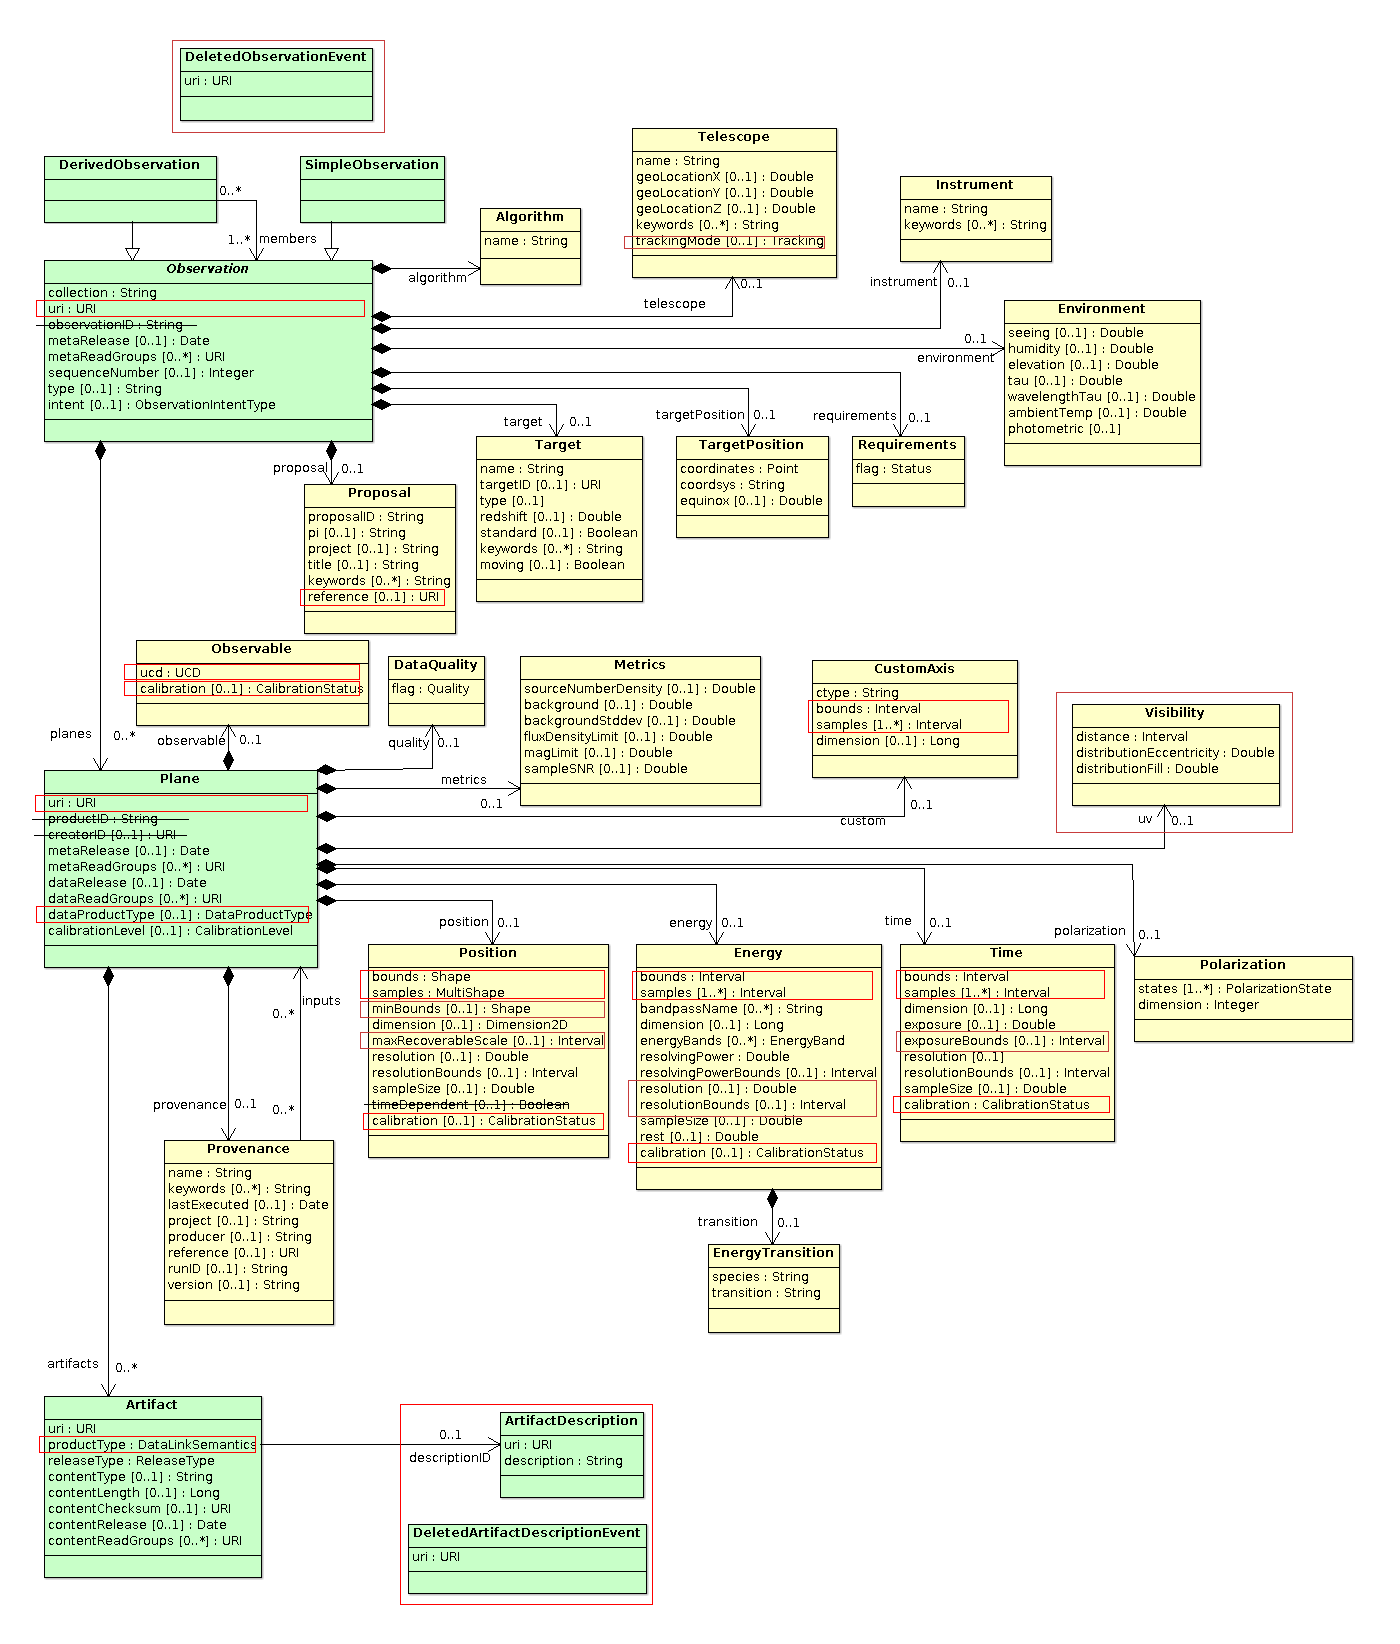 DeletedObservationEvent
uri : URI
DerivedObservation
SimpleObservation
0..*
1..*
members
Algorithm
name : String
algorithm
Telescope
name : String
geoLocationX [0..1] : Double
geoLocationY [0..1] : Double
geoLocationZ [0..1] : Double
keywords [0..*] : String
trackingMode [0..1] : Tracking
telescope
0..1
Instrument
name : String
keywords [0..*] : String
instrument
0..1
Observation
collection : String
uri : URI
observationID : String
metaRelease [0..1] : Date
metaReadGroups [0..*] : URI
sequenceNumber [0..1] : Integer
type [0..1] : String
intent [0..1] : ObservationIntentType
Environment
seeing [0..1] : Double
humidity [0..1] : Double
elevation [0..1] : Double
tau [0..1] : Double
wavelengthTau [0..1] : Double
ambientTemp [0..1] : Double
photometric [0..1]
0..1
environment
proposal
0..1
target
0..1
targetPosition
0..1
requirements
0..1
Proposal
proposalID : String
pi [0..1] : String
project [0..1] : String
title [0..1] : String
keywords [0..*] : String
reference [0..1] : URI
Target
name : String
targetID [0..1] : URI
type [0..1]
redshift [0..1] : Double
standard [0..1] : Boolean
keywords [0..*] : String
moving [0..1] : Boolean
TargetPosition
coordinates : Point
coordsys : String
equinox [0..1] : Double
Requirements
flag : Status
Observable
ucd : UCD
calibration [0..1] : CalibrationStatus
DataQuality
flag : Quality
Metrics
sourceNumberDensity [0..1] : Double
background [0..1] : Double
backgroundStddev [0..1] : Double
fluxDensityLimit [0..1] : Double
magLimit [0..1] : Double
sampleSNR [0..1] : Double
CustomAxis
ctype : String
bounds : Interval
samples [1..*] : Interval
dimension [0..1] : Long
Visibility
distance : Interval
distributionEccentricity : Double
distributionFill : Double
planes
0..*
observable
0..1
quality
0..1
metrics
0..1
custom
0..1
uv
0..1
Plane
uri : URI
productID : String
creatorID [0..1] : URI
metaRelease [0..1] : Date
metaReadGroups [0..*] : URI
dataRelease [0..1] : Date
dataReadGroups [0..*] : URI
dataProductType [0..1] : DataProductType
calibrationLevel [0..1] : CalibrationLevel
position
0..1
energy
0..1
time
0..1
polarization
0..1
Position
bounds : Shape
samples : MultiShape
minBounds [0..1] : Shape
dimension [0..1] : Dimension2D
maxRecoverableScale [0..1] : Interval
resolution [0..1] : Double
resolutionBounds [0..1] : Interval
sampleSize [0..1] : Double
timeDependent [0..1] : Boolean
calibration [0..1] : CalibrationStatus
Energy
bounds : Interval
samples [1..*] : Interval
bandpassName [0..*] : String
dimension [0..1] : Long
energyBands [0..*] : EnergyBand
resolvingPower : Double
resolvingPowerBounds [0..1] : Interval
resolution [0..1] : Double
resolutionBounds [0..1] : Interval
sampleSize [0..1] : Double
rest [0..1] : Double
calibration [0..1] : CalibrationStatus
Time
bounds : Interval
samples [1..*] : Interval
dimension [0..1] : Long
exposure [0..1] : Double
exposureBounds [0..1] : Interval
resolution [0..1]
resolutionBounds [0..1] : Interval
sampleSize [0..1] : Double
calibration : CalibrationStatus
Polarization
states [1..*] : PolarizationState
dimension : Integer
inputs
0..*
provenance
0..1
0..*
Provenance
name : String
keywords [0..*] : String
lastExecuted [0..1] : Date
project [0..1] : String
producer [0..1] : String
reference [0..1] : URI
runID [0..1] : String
version [0..1] : String
transition
0..1
EnergyTransition
species : String
transition : String
artifacts
0..*
Artifact
uri : URI
productType : DataLinkSemantics
releaseType : ReleaseType
contentType [0..1] : String
contentLength [0..1] : Long
contentChecksum [0..1] : URI
contentRelease [0..1] : Date
contentReadGroups [0..*] : URI
0..1
descriptionID
ArtifactDescription
uri : URI
description : String
DeletedArtifactDescriptionEvent
uri : URI